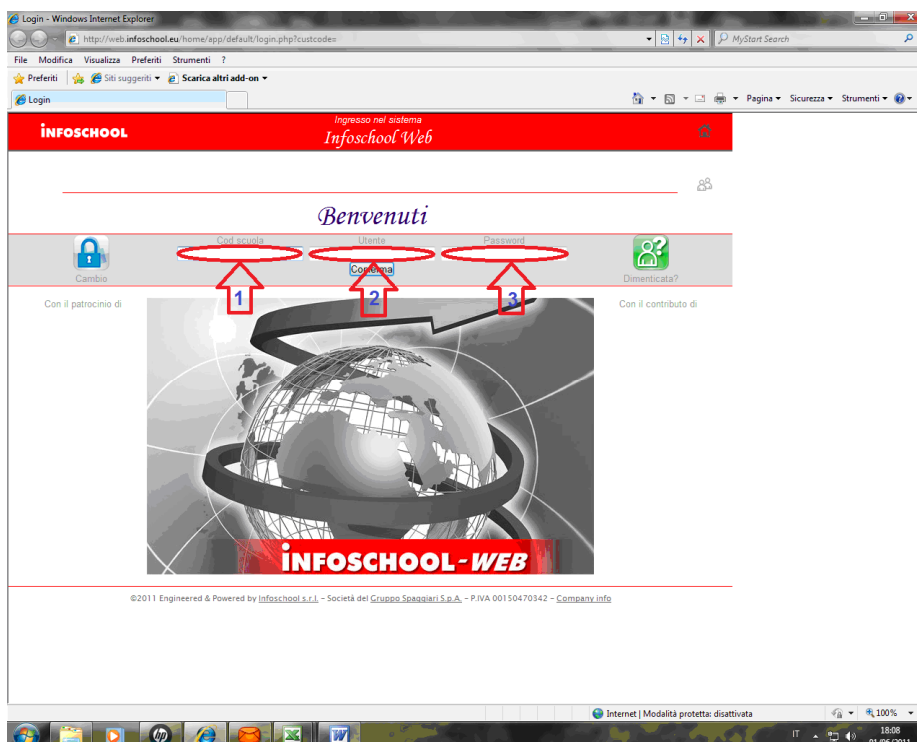 Login - Windows Internet Explorer
http://web.infoschool.eu/home/app/default/login.php?custcode=
MyStart Search
File Modifica Visualizza Preferiti Strumenti ?
Preferiti Siti suggeriti Scarica altri add-on
Login
Pagina Sicurezza Strumenti
iNFOSCHOOL
Ingresso nel sistema
Infoschool Web
Benvenuti
Cod scuola Utente Password
Conferma
Cambio
Dimenticata?
1 2 3
Con il patrocinio di
Con il contributo di
iNFOSCHOOL-WEB
©2011 Engineered & Powered by Infoschool s.r.l. – Società del Gruppo Spaggiari S.p.A. – P.IVA 00150470342 – Company info
Internet | Modalità protetta: disattivata
100%
hp
IT
18:08
01/06/2011